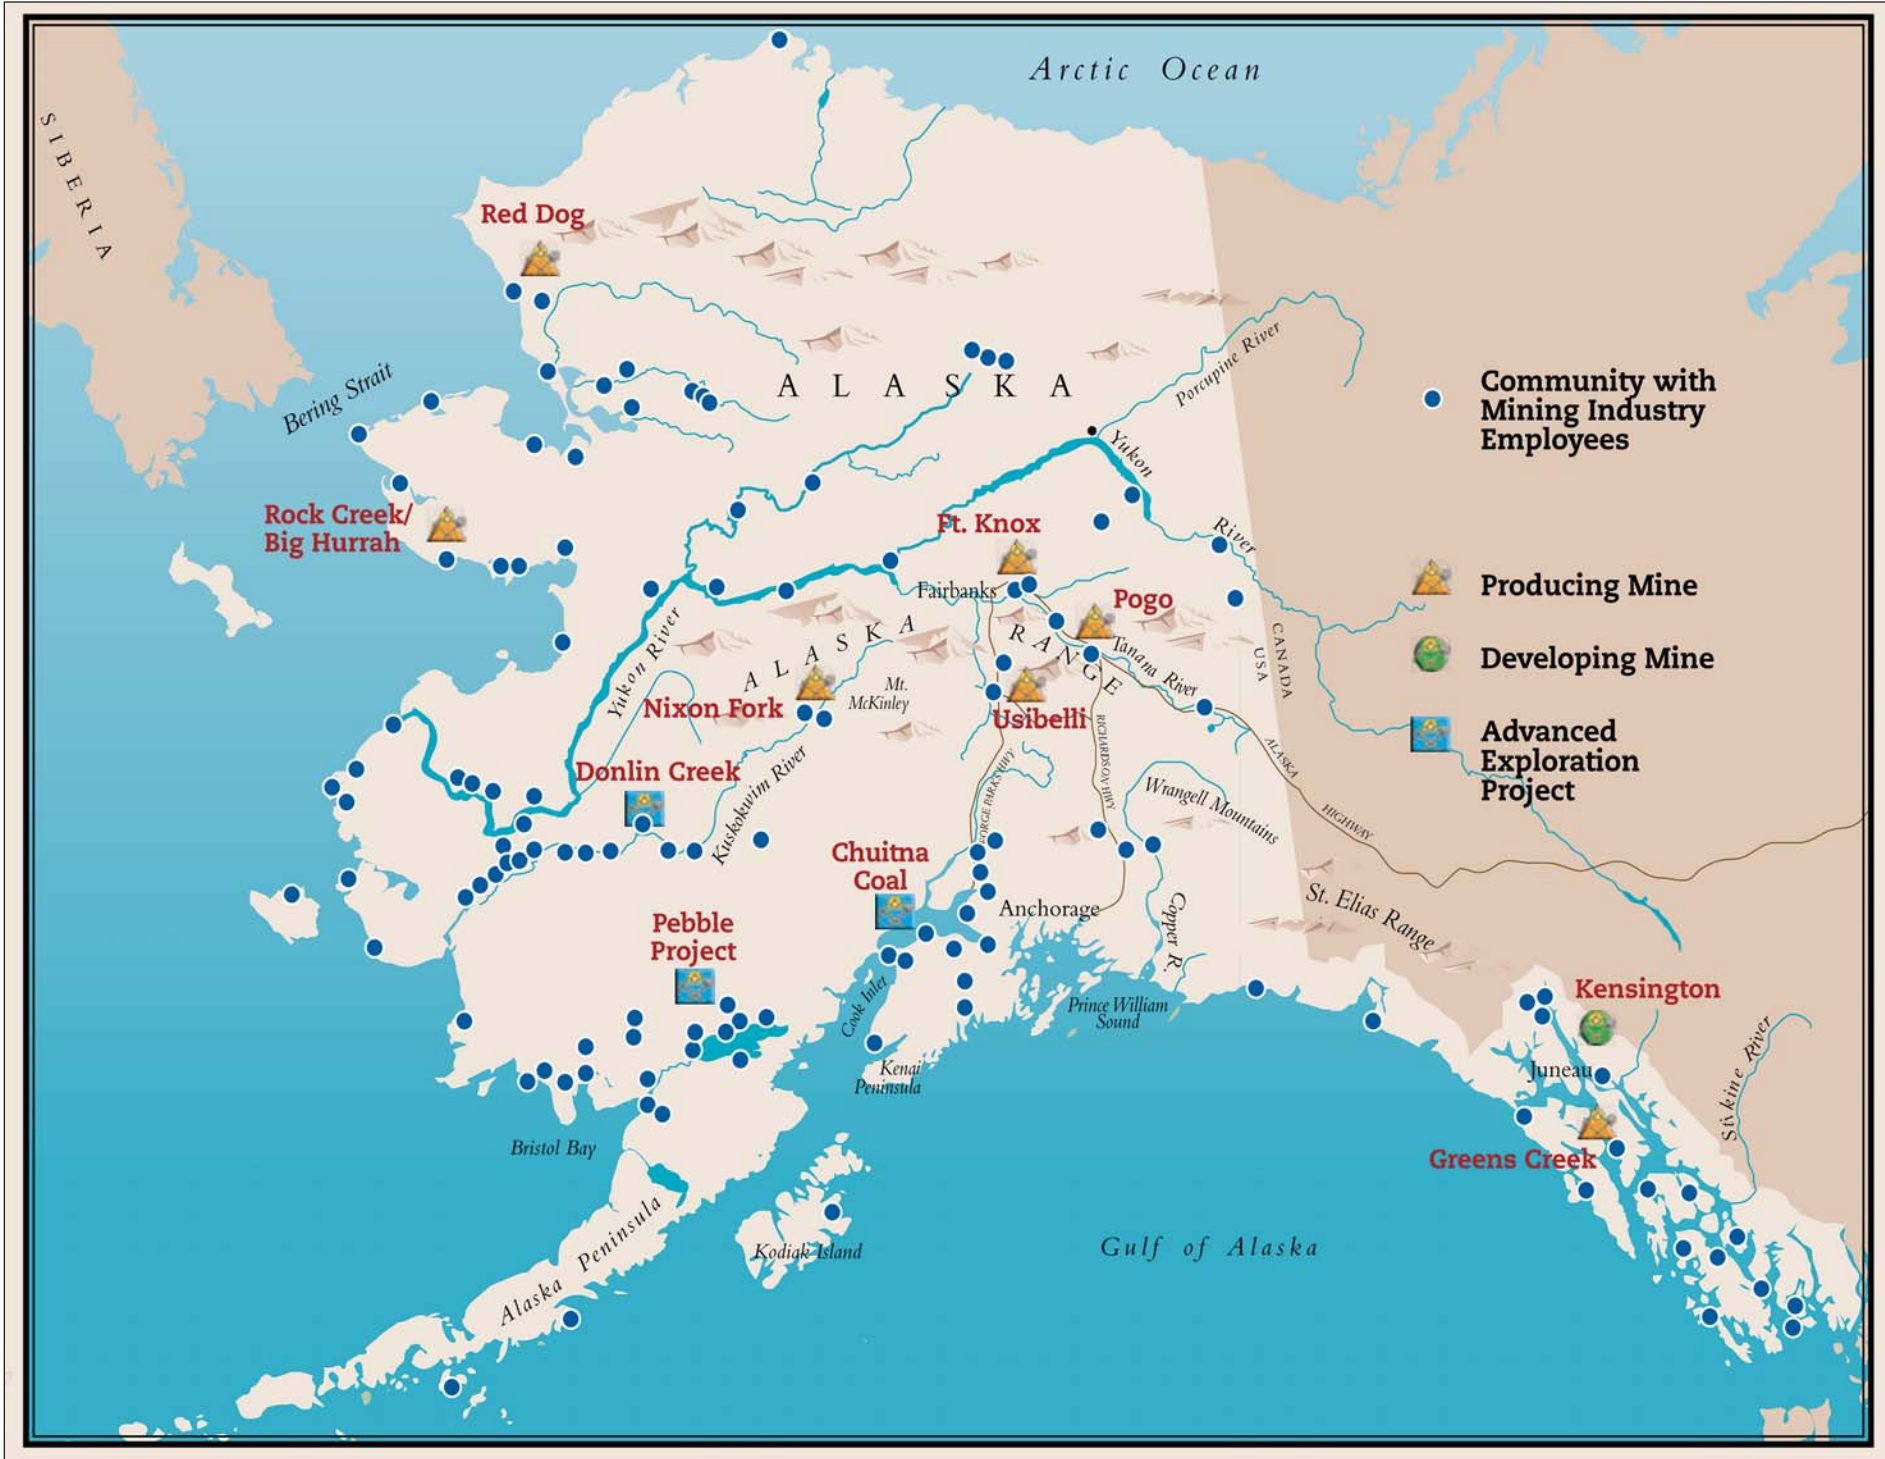 Arctic Ocean
SIBERIA
Red Dog
Bering Strait
ALASKA
Porcupine River
Yukon
River
Community with
Mining Industry
Employees
Rock Creek/
Big Hurrah
Ft. Knox
Fairbanks
Pogo
Producing Mine
Yukon River
ALASKA
RANGE
Tanana River
CANADA
USA
Developing Mine
Nixon Fork
Mt.
McKinley
Usibelli
RICHARDSON HWY
ALASKA
HIGHWAY
Advanced
Exploration
Project
Donlin Creek
Kuskokwim River
ORGE PARKS HWY
Wrangell Mountains
Chuitna
Coal
Anchorage
Copper R.
St. Elias Range
Pebble
Project
Cook Inlet
Prince William
Sound
Kensington
Kenai
Peninsula
Juneau
Stikine River
Bristol Bay
Greens Creek
Alaska Peninsula
Kodiak Island
Gulf of Alaska